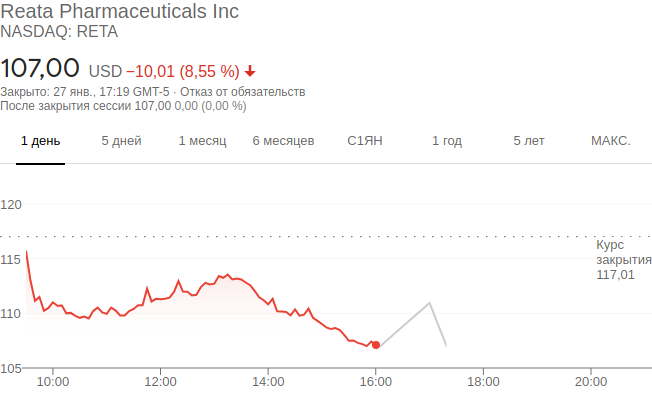 Reata Pharmaceuticals Inc
NASDAQ: RETA
107,00 USD −10,01 (8,55 %)
Закрыто: 27 янв., 17:19 GMT-5 · Отказ от обязательств
После закрытия сессии 107,00 0,00 (0,00 %)
1 день 5 дней 1 месяц 6 месяцев С1ЯН 1 год 5 лет МАКС.
120
Курс
115 закрытия
117,01
110
105
10:00 12:00 14:00 16:00 18:00 20:00